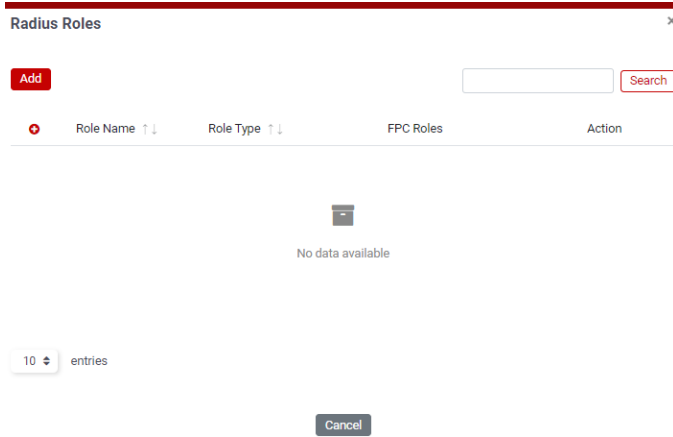 Radius Roles
×
Add
Search
Role Name ↑↓ Role Type ↑↓ FPC Roles Action
No data available
10 entries
Cancel